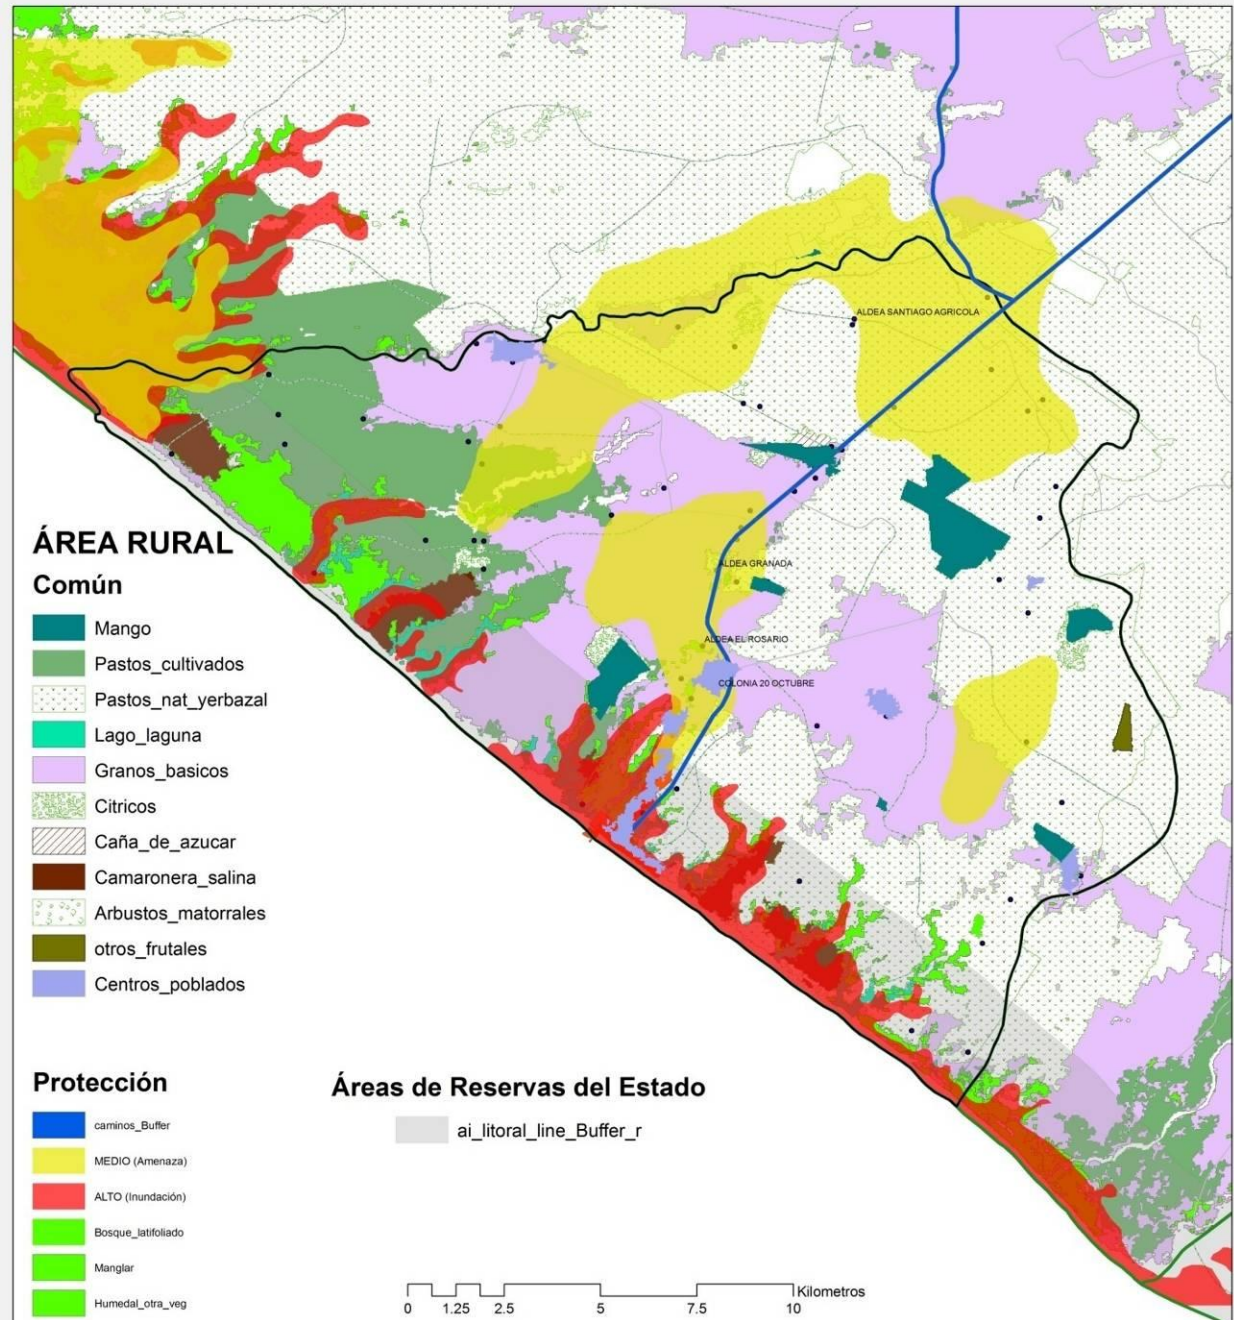 ALDEA SANTIAGO AGRICOLA
ALDEA GRANADA
ALDEA EL ROSARIO
COLONIA 20 OCTUBRE
ÁREA RURAL
Común
Mango
Pastos_cultivados
Pastos_nat_yerbazal
Lago_laguna
Granos_basicos
Citricos
Caña_de_azucar
Camaronera_salina
Arbustos_matorrales
otros_frutales
Centros_poblados
Protección
caminos_Buffer
MEDIO (Amenaza)
ALTO (Inundación)
Bosque_latifoliado
Manglar
Humedal_otra_veg
Áreas de Reservas del Estado
ai_litoral_line_Buffer_r
Kilometros
0 1.25 2.5 5 7.5 10